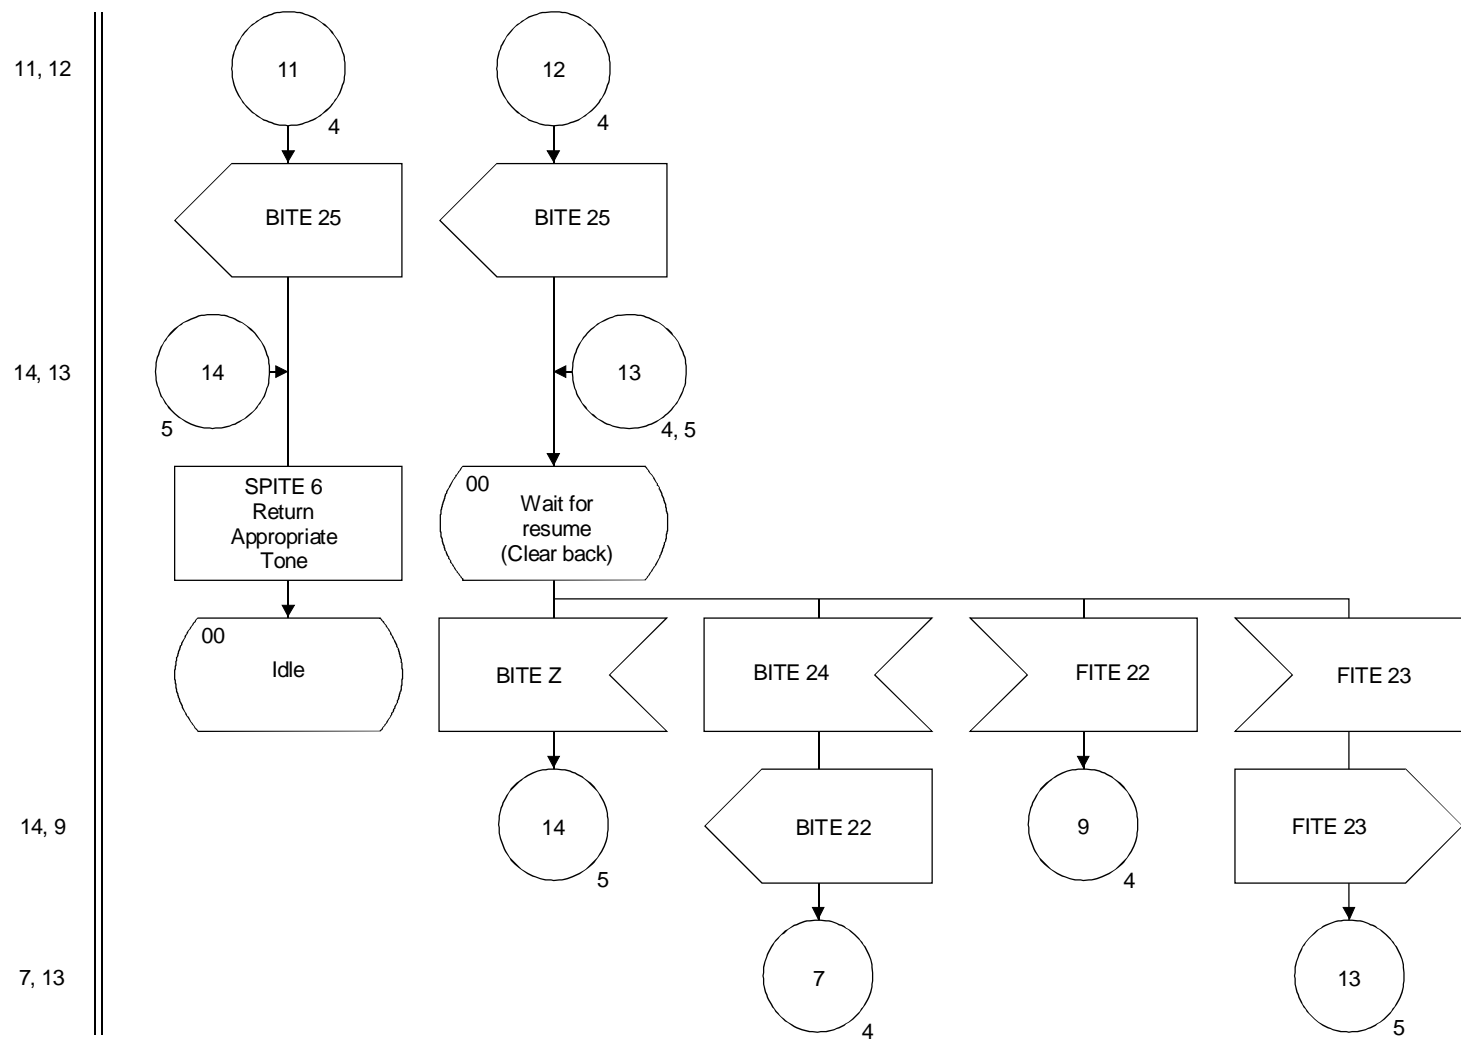 11, 12
11
12
4
4
BITE 25
BITE 25
14, 13
14
13
5
4, 5
SPITE 6
Return
Appropriate
Tone
00
Wait for
resume
(Clear back)
00
Idle
BITE Z
BITE 24
FITE 22
FITE 23
14, 9
14
BITE 22
9
FITE 23
5
4
7, 13
7
13
4
5